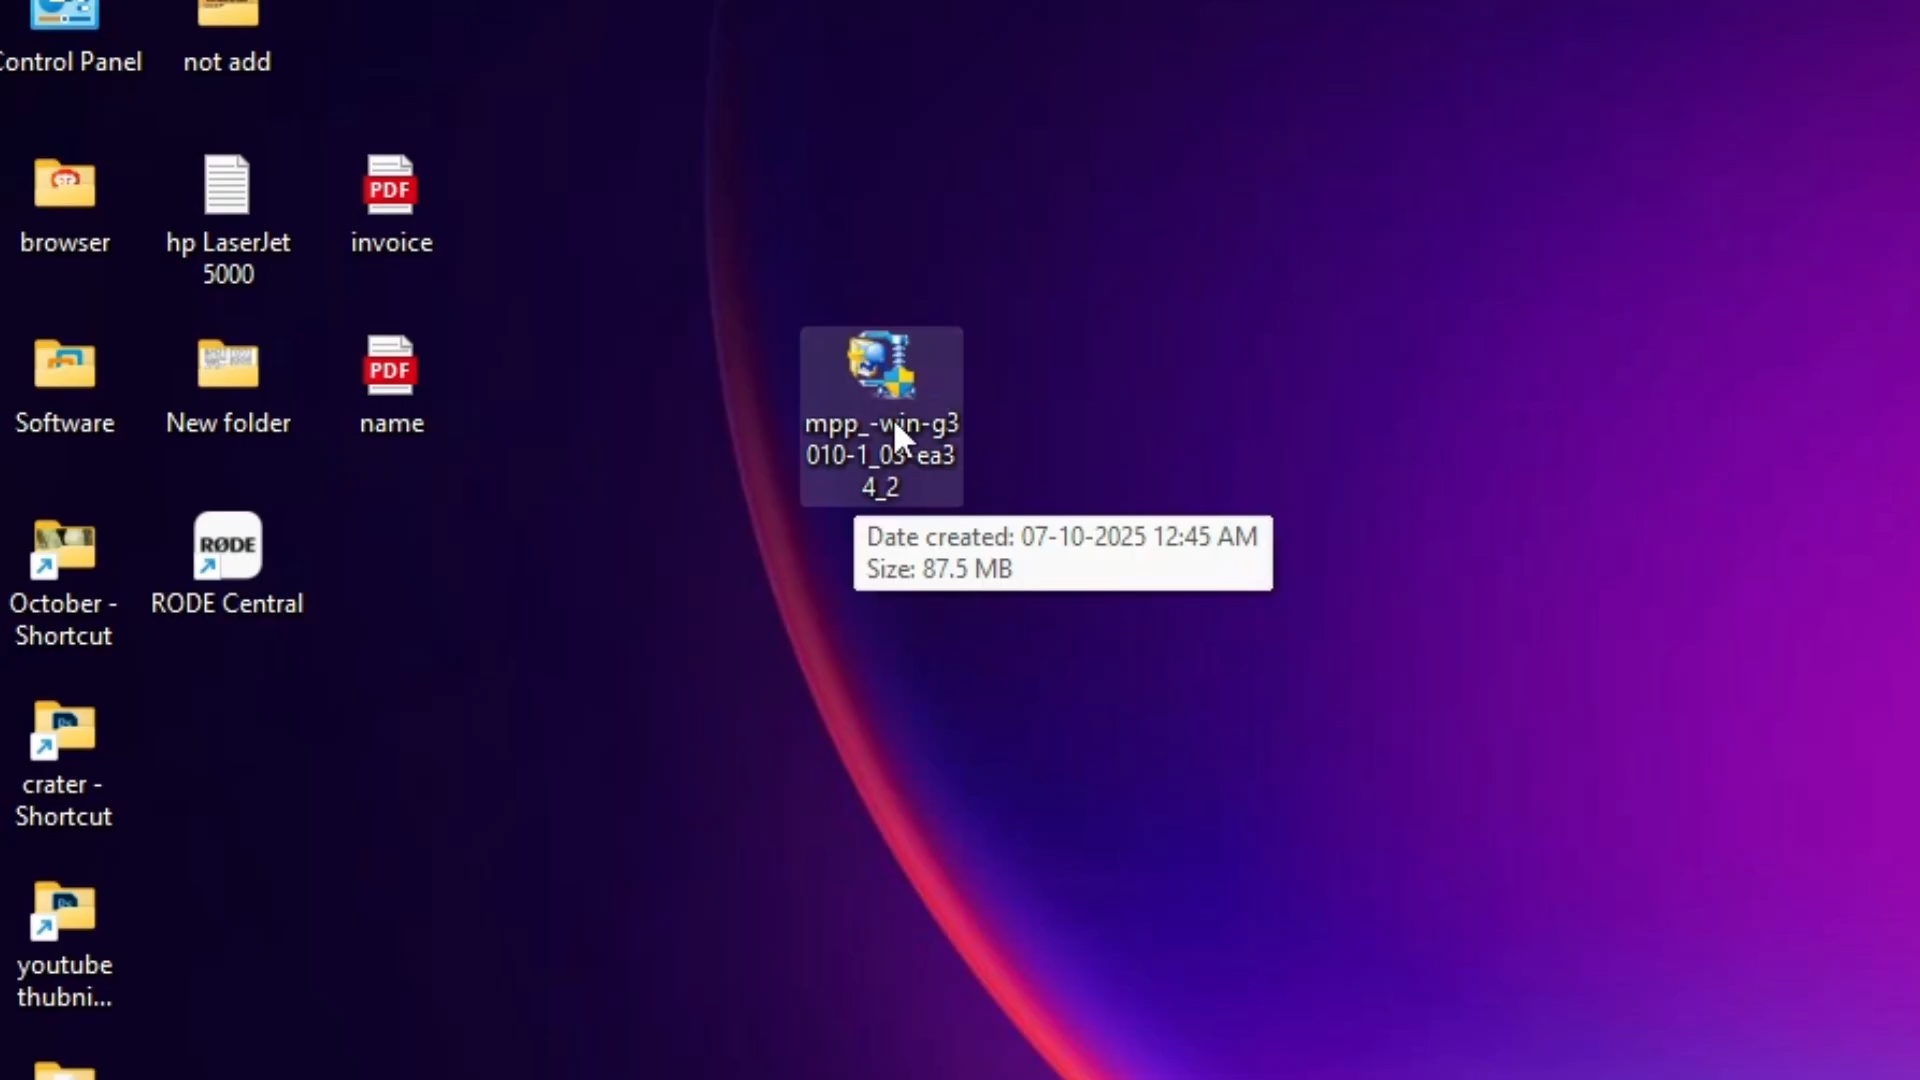 Control Panel
not add
browser
hp LaserJet
5000
PDF
invoice
Software
New folder
PDF
name
mpp_-win-g3
010-1_03-ea3
4_2
Date created: 07-10-2025 12:45 AM
Size: 87.5 MB
October -
Shortcut
RØDE
RODE Central
crater -
Shortcut
youtube
thubni...